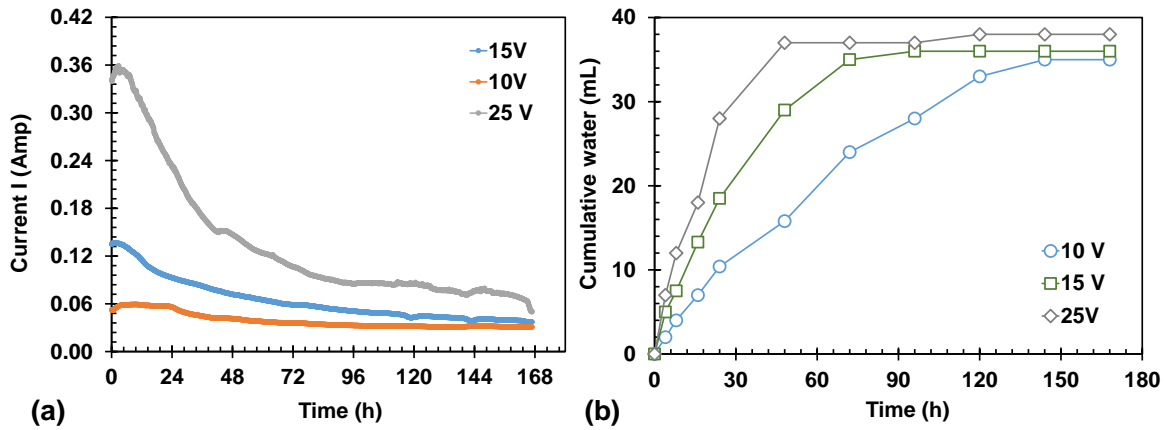 0.42
0.36
0.30
0.24
0.18
0.12
0.06
0.00
Current I (Amp)
15V
10V
25 V
0 24 48 72 96 120 144 168
Time (h)
(a)
40
30
20
10
0
Cumulative water (mL)
10 V
15 V
25V
0 30 60 90 120 150 180
Time (h)
(b)